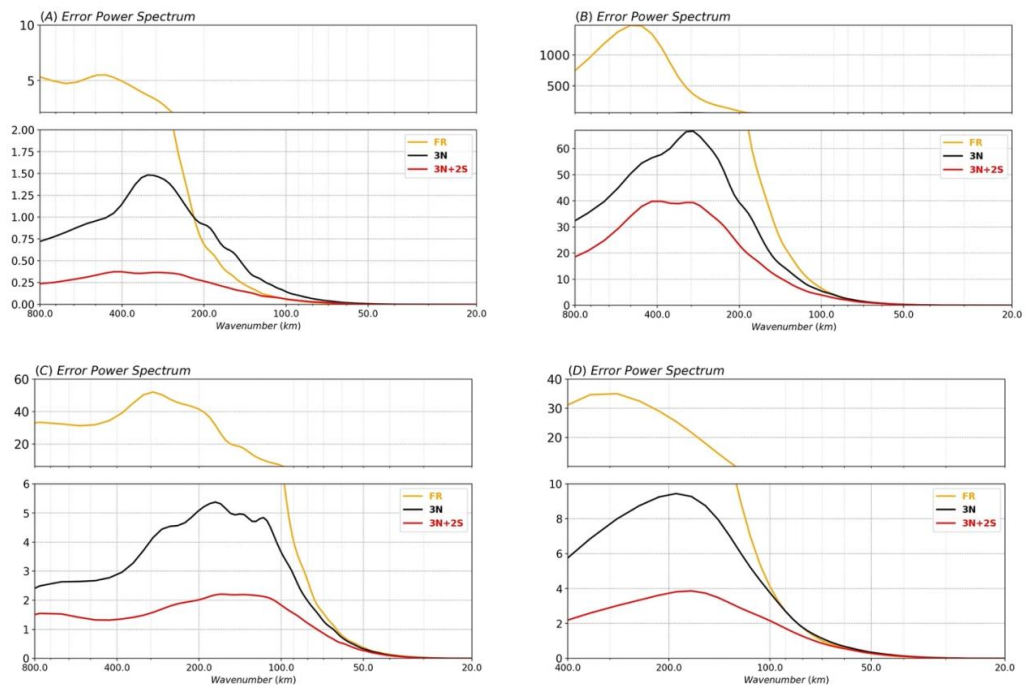 (A) Error Power Spectrum
10
5
2.00
1.75
1.50
1.25
1.00
0.75
0.50
0.25
0.00
FR
3N
3N+2S
800.0 400.0 200.0 100.0 50.0 20.0
Wavenumber (km)
(B) Error Power Spectrum
1000
500
60
50
40
30
20
10
0
FR
3N
3N+2S
800.0 400.0 200.0 100.0 50.0 20.0
Wavenumber (km)
(C) Error Power Spectrum
60
40
20
6
5
4
3
2
1
0
FR
3N
3N+2S
800.0 400.0 200.0 100.0 50.0 20.0
Wavenumber (km)
(D) Error Power Spectrum
40
30
20
10
8
6
4
2
0
FR
3N
3N+2S
400.0 200.0 100.0 50.0 20.0
Wavenumber (km)